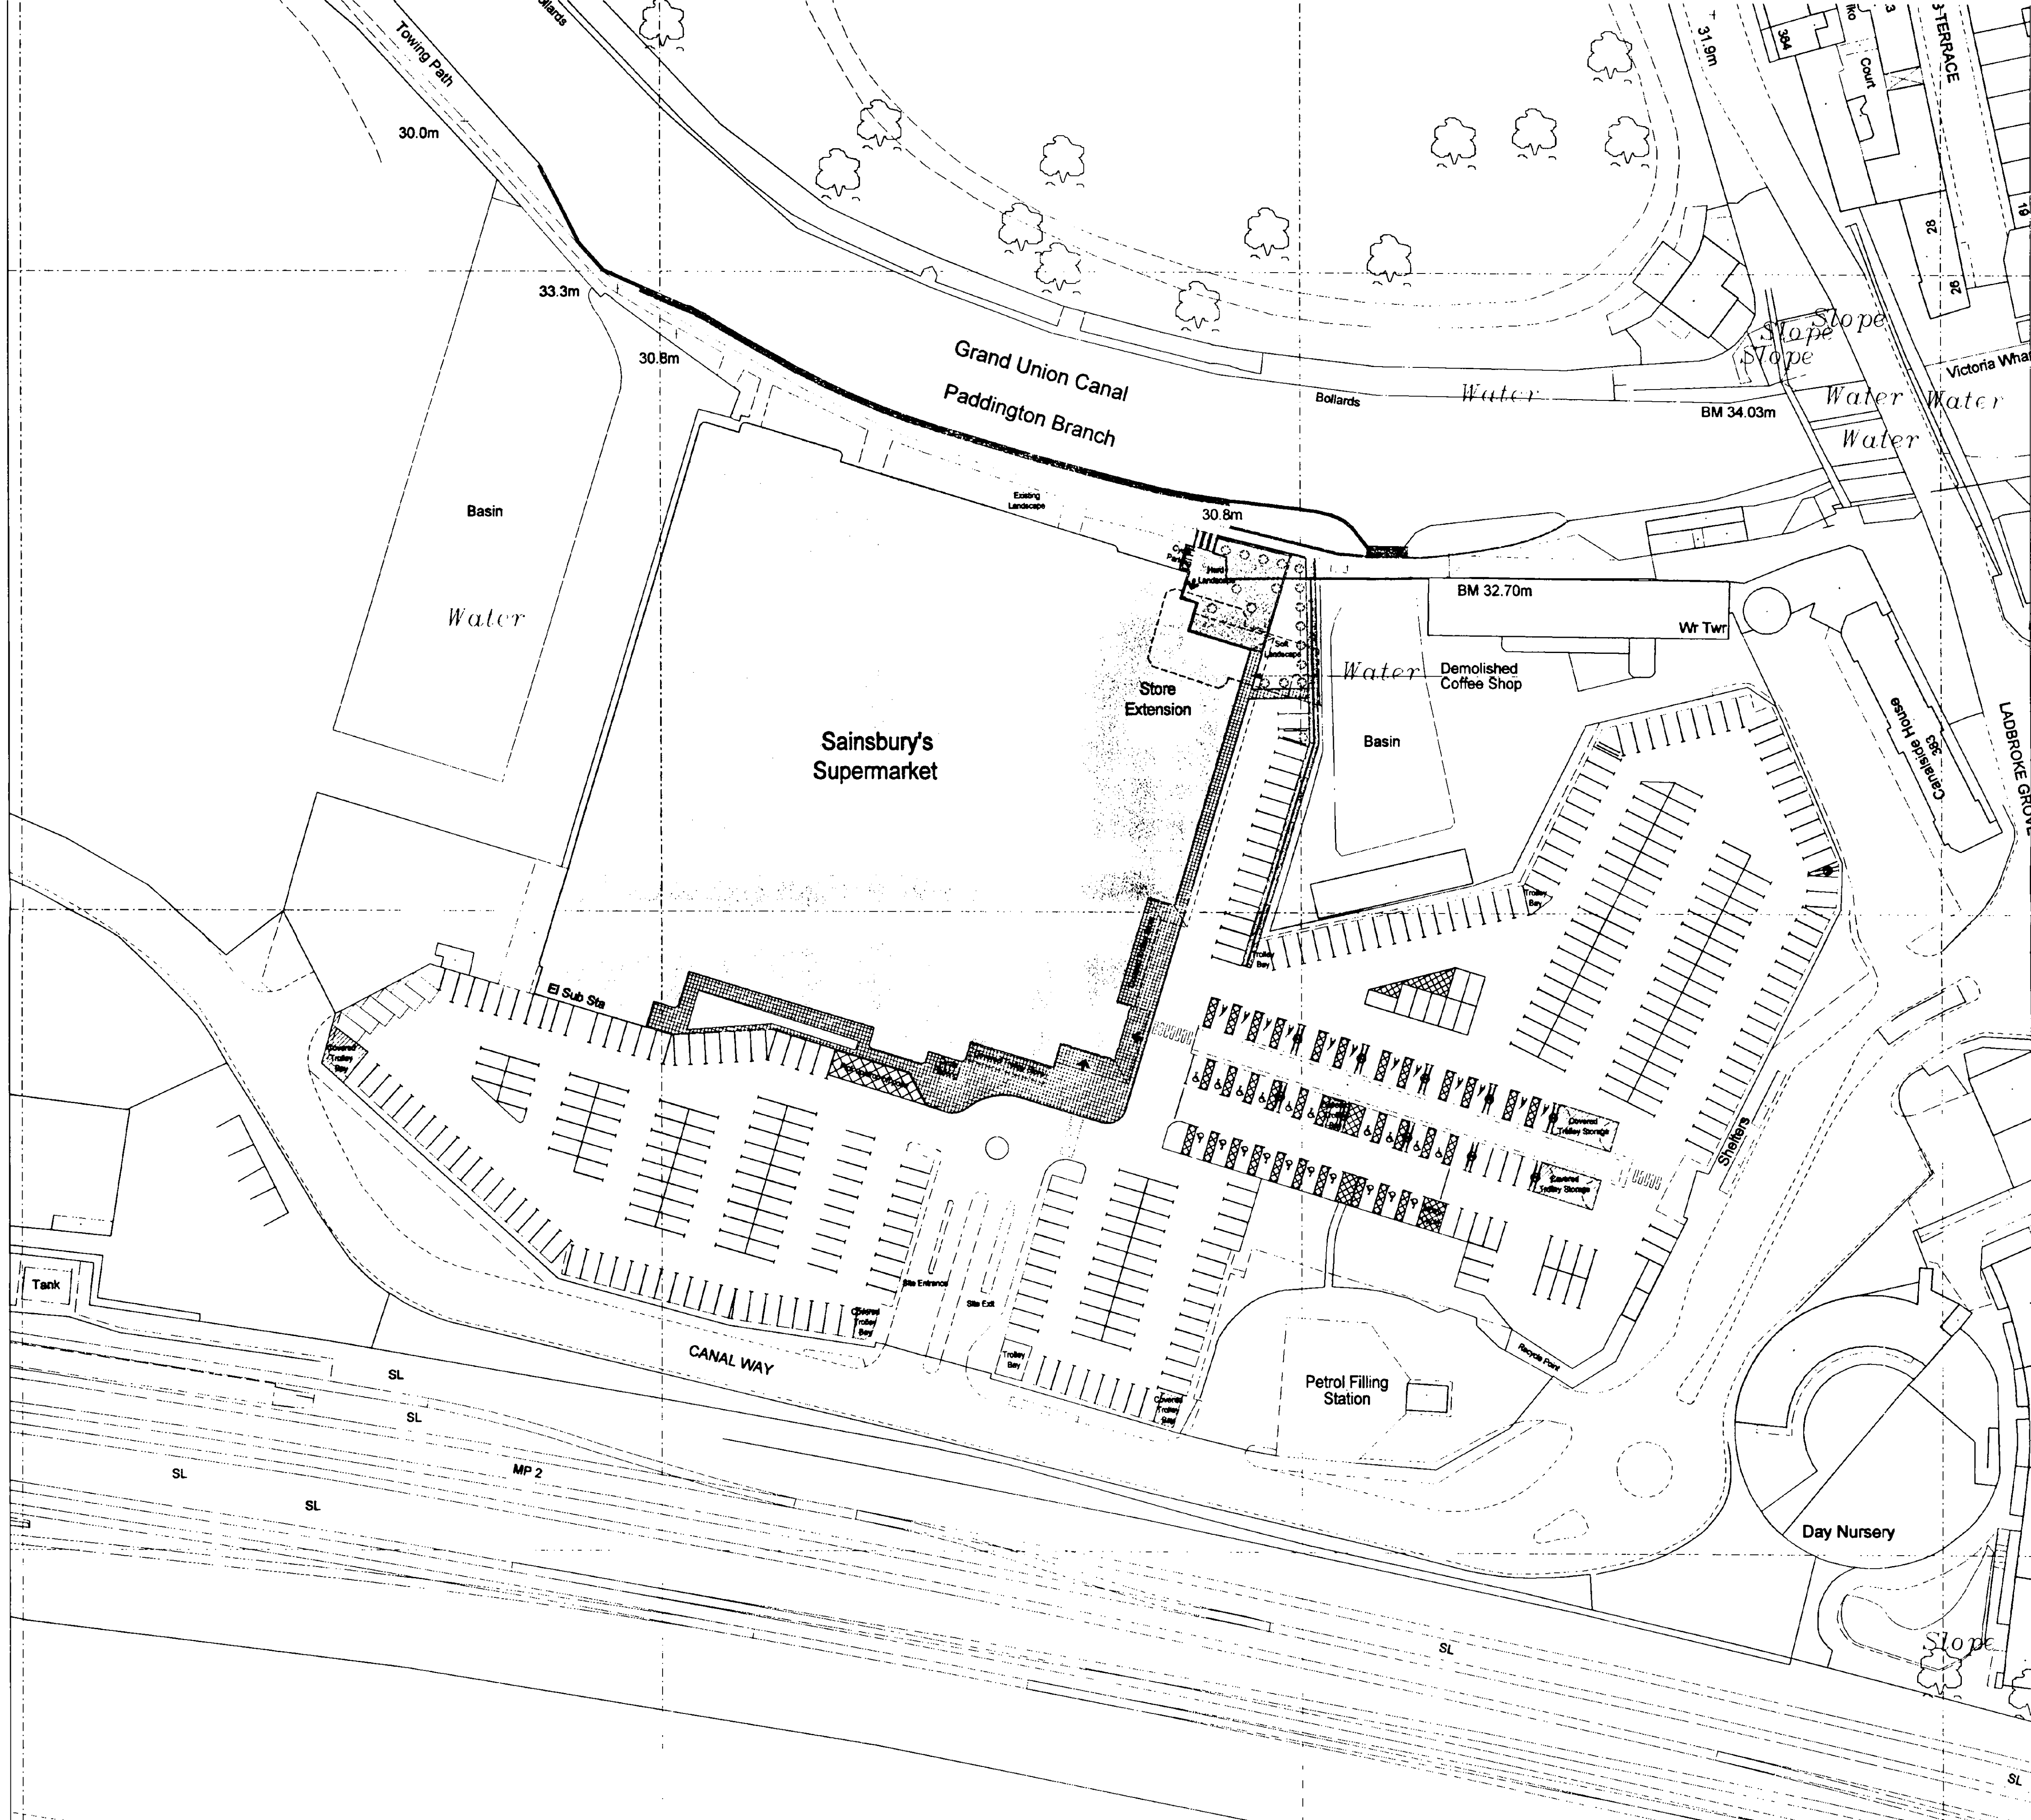 Towing Path
30.0m
33.3m
30.8m
31.9m
364
Court
TERRACE
28
26
19
Slope
Slope
Slope
Victoria Whar
Grand Union Canal
Paddington Branch
Bollards
Water
BM 34.03m
Water
Water
Water
Basin
Water
Existing
Landscape
30.8m
Hard
Landscape
Soft
Landscape
BM 32.70m
Wr Twr
Water
Demolished
Coffee Shop
Store
Extension
Basin
Sainsbury's
Supermarket
Canalside House
383
LADBROKE GROVE
Trolley
Bay
Trolley
Bay
El Sub Sta
Covered
Trolley
Bay
Covered
Trolley Storage
Covered
Trolley Storage
Shelters
Tank
Site Entrance
Site Exit
Covered
Trolley
Bay
Trolley
Bay
Covered
Trolley
Bay
Recycle Point
Petrol Filling
Station
CANAL WAY
SL
SL
SL
SL
MP 2
Day Nursery
Slope
SL
SL